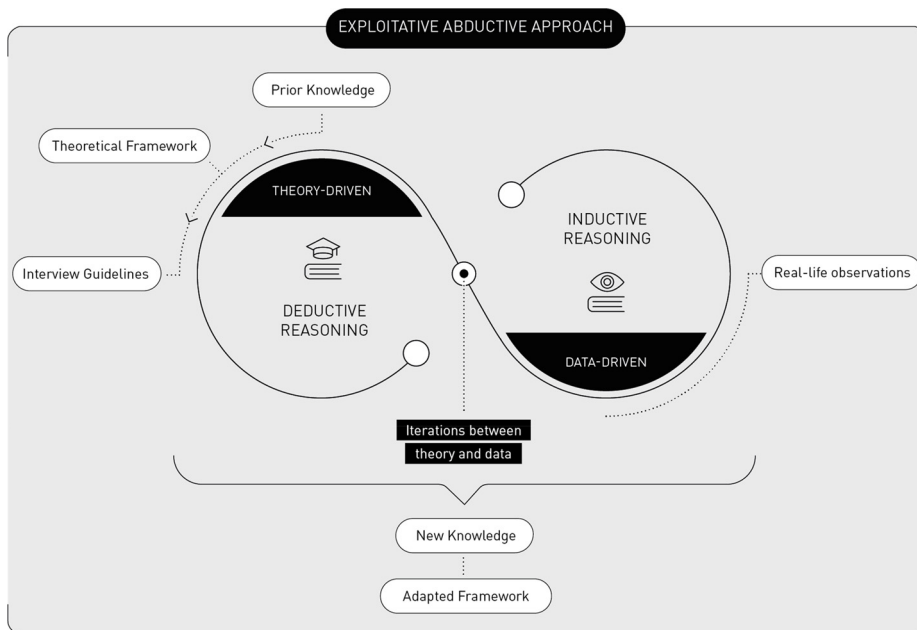 EXPLOITATIVE ABDUCTIVE APPROACH
Prior Knowledge
Theoretical Framework
THEORY-DRIVEN
INDUCTIVE
REASONING
Interview Guidelines
Real-life observations
DEDUCTIVE
REASONING
DATA-DRIVEN
Iterations between
theory and data
New Knowledge
Adapted Framework